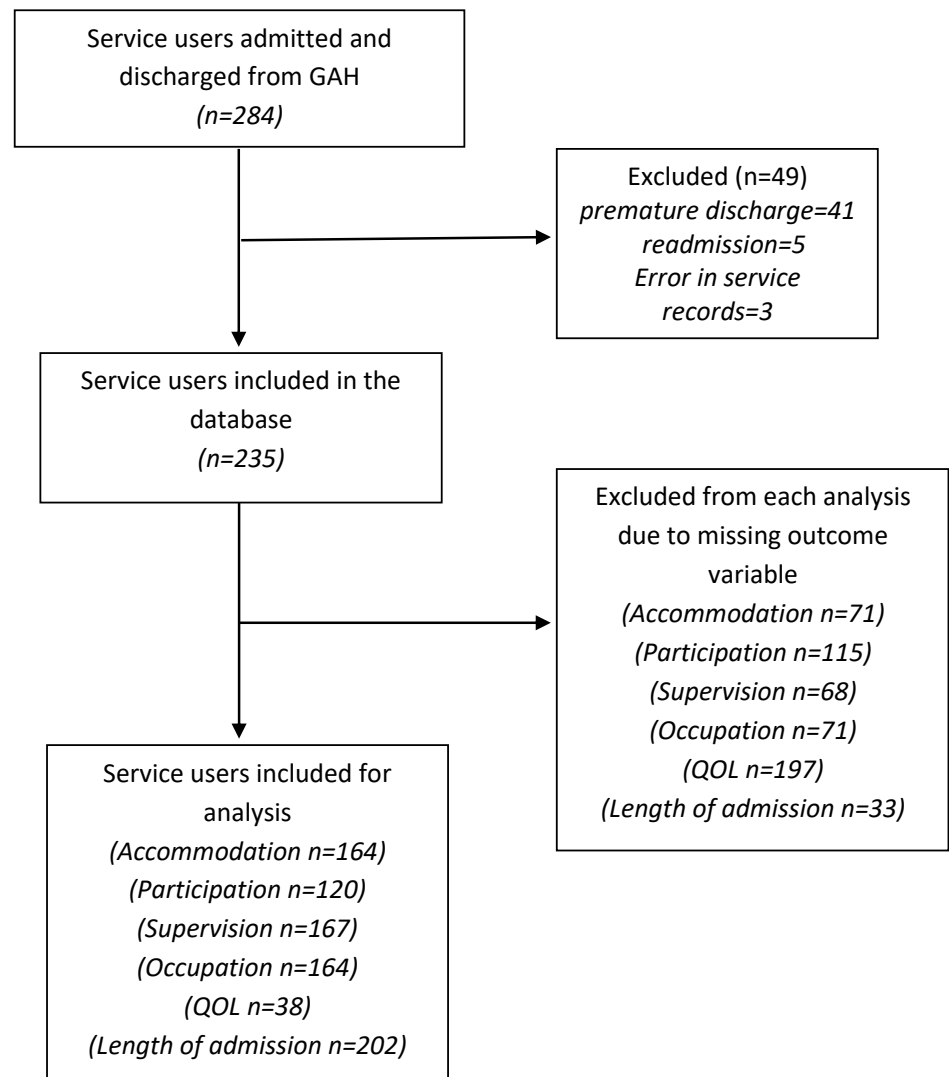 Service users admitted and
discharged from GAH
(n=284)
Excluded (n=49)
premature discharge=41
readmission=5
Error in service
records=3
Service users included in the
database
(n=235)
Excluded from each analysis
due to missing outcome
variable
(Accommodation n=71)
(Participation n=115)
(Supervision n=68)
(Occupation n=71)
(QOL n=197)
(Length of admission n=33)
Service users included for
analysis
(Accommodation n=164)
(Participation n=120)
(Supervision n=167)
(Occupation n=164)
(QOL n=38)
(Length of admission n=202)